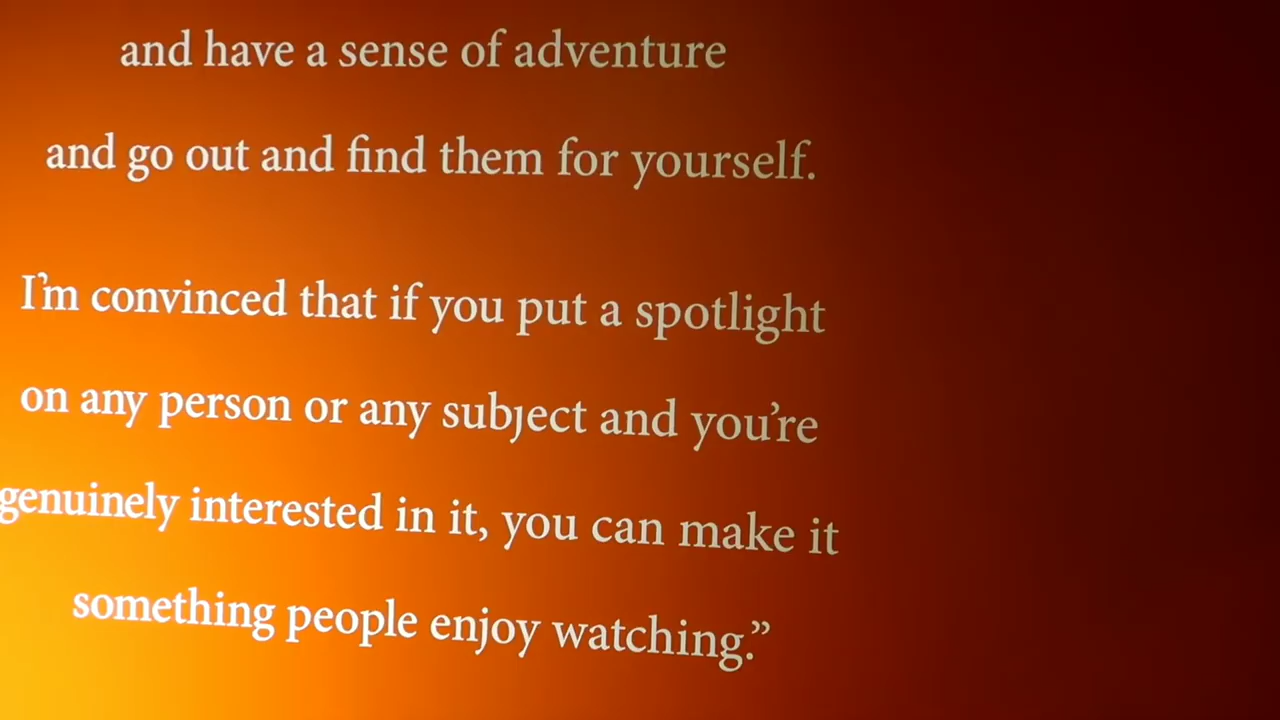 and have a sense of adventure
and go out and find them for yourself.
I’m convinced that if you put a spotlight
on any person or any subject and you’re
genuinely interested in it, you can make it
something people enjoy watching.”